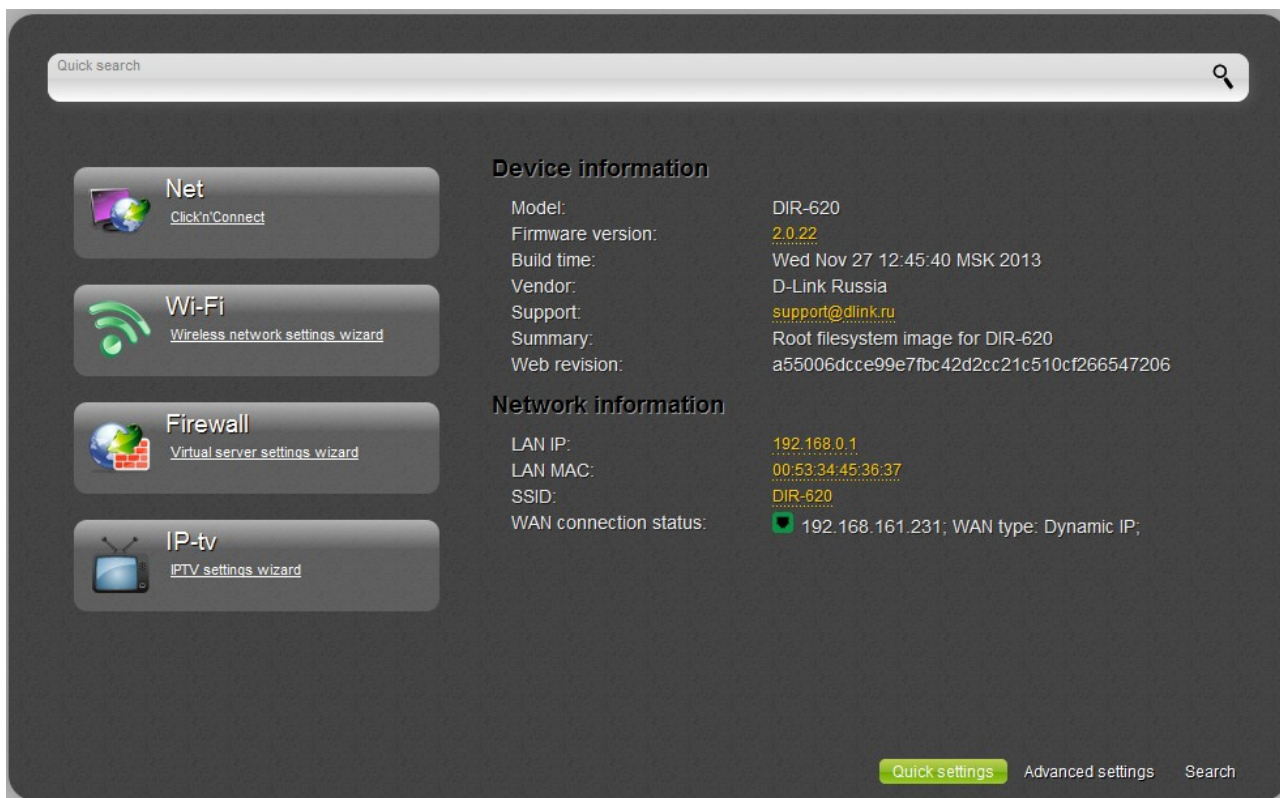 Quick search
Net
Click'n'Connect
Wi-Fi
Wireless network settings wizard
Firewall
Virtual server settings wizard
IP-tv
IPTV settings wizard
Device information
Model: DIR-620
Firmware version: 2.0.22
Build time: Wed Nov 27 12:45:40 MSK 2013
Vendor: D-Link Russia
Support: support@dlink.ru
Summary: Root filesystem image for DIR-620
Web revision: a55006dcce99e7fbc42d2cc21c510cf266547206
Network information
LAN IP: 192.168.0.1
LAN MAC: 00:53:34:45:36:37
SSID: DIR-620
WAN connection status: 192.168.161.231; WAN type: Dynamic IP;
Quick settings Advanced settings Search